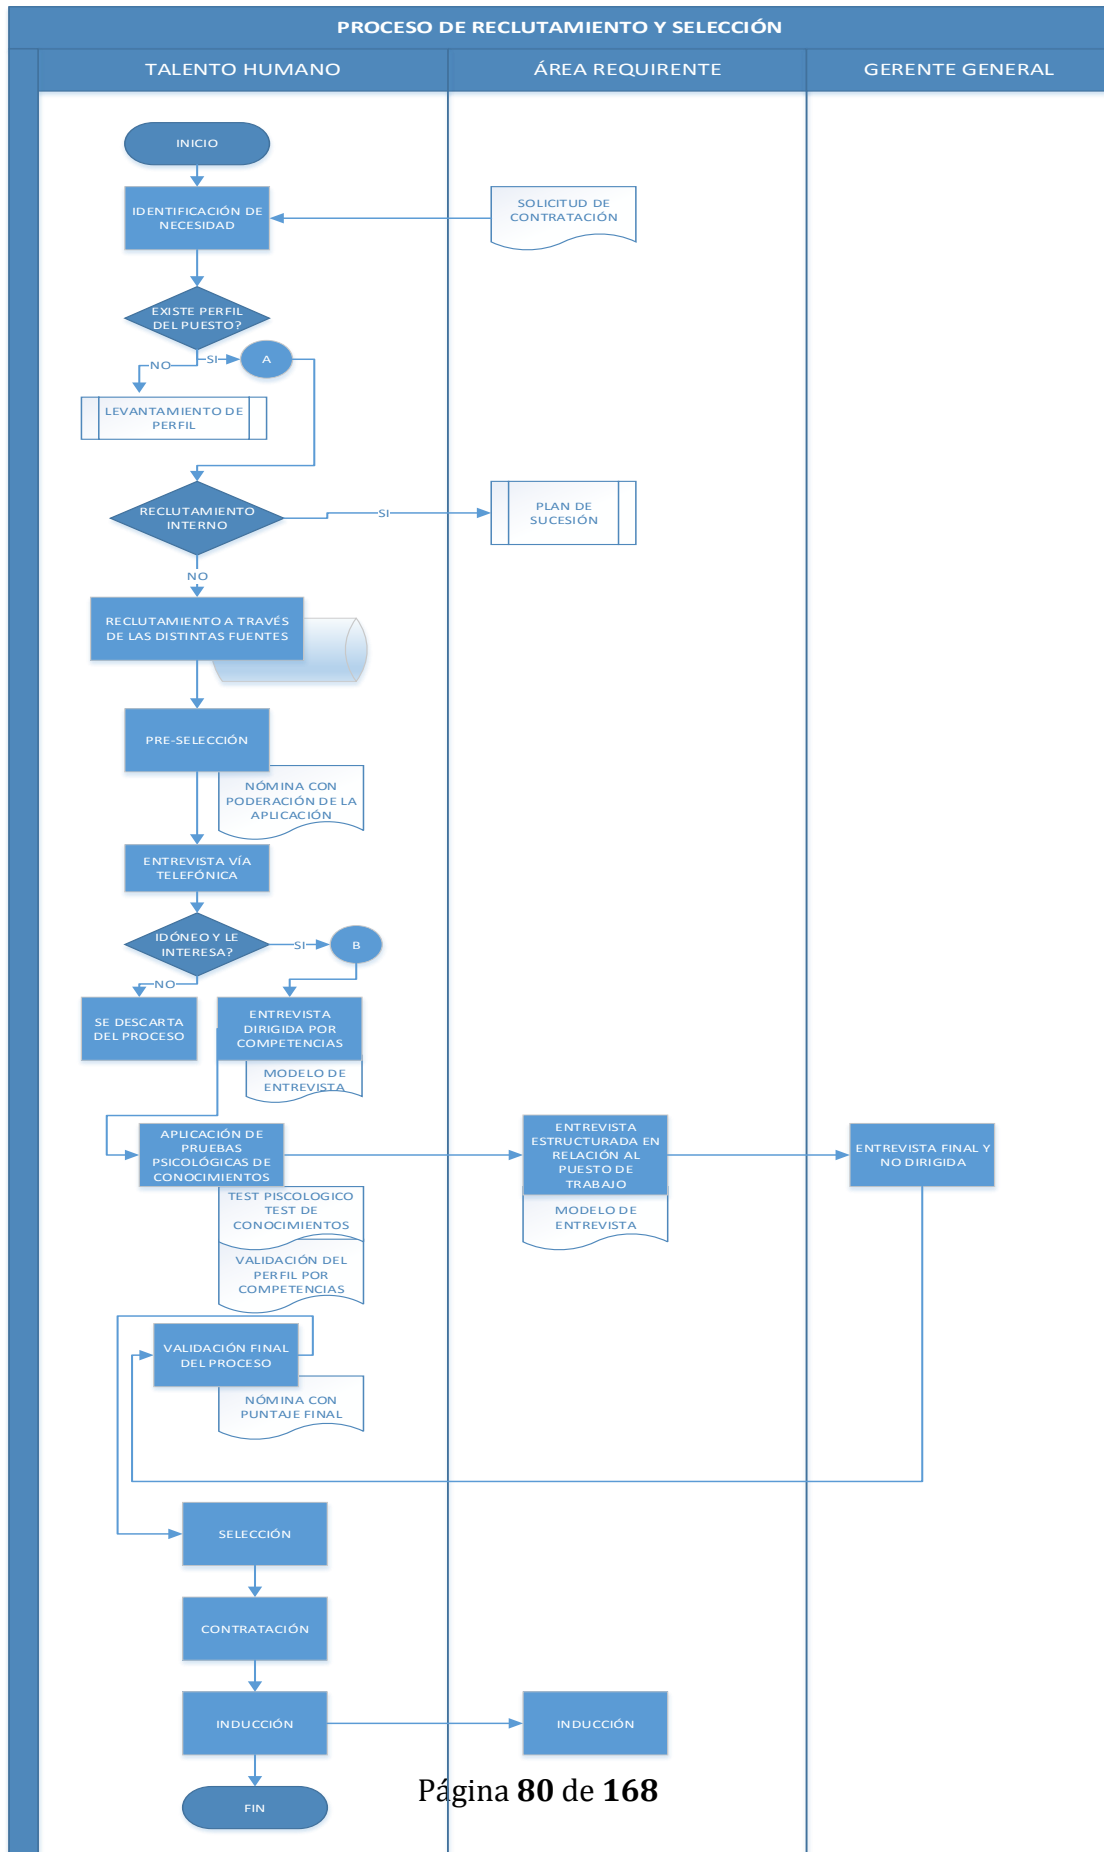 PROCESO DE RECLUTAMIENTO Y SELECCIÓN
TALENTO HUMANO
ÁREA REQUIRENTE
GERENTE GENERAL
INICIO
IDENTIFICACIÓN DE
NECESIDAD
SOLICITUD DE
CONTRATACIÓN
EXISTE PERFIL
DEL PUESTO?
NO
SI
A
LEVANTAMIENTO DE
PERFIL
RECLUTAMIENTO
INTERNO
SI
PLAN DE
SUCESIÓN
NO
RECLUTAMIENTO A TRAVÉS
DE LAS DISTINTAS FUENTES
PRE-SELECCIÓN
NÓMINA CON
PODERACIÓN DE LA
APLICACIÓN
ENTREVISTA VÍA
TELEFÓNICA
IDÓNEO Y LE
INTERESA?
SI
B
NO
SE DESCARTA
DEL PROCESO
ENTREVISTA
DIRIGIDA POR
COMPETENCIAS
MODELO DE
ENTREVISTA
APLICACIÓN DE
PRUEBAS
PSICOLÓGICAS DE
CONOCIMIENTOS
TEST PISCOLOGICO
TEST DE
CONOCIMIENTOS
VALIDACIÓN DEL
PERFIL POR
COMPETENCIAS
ENTREVISTA
ESTRUCTURADA EN
RELACIÓN AL
PUESTO DE
TRABAJO
MODELO DE
ENTREVISTA
ENTREVISTA FINAL Y
NO DIRIGIDA
VALIDACIÓN FINAL
DEL PROCESO
NÓMINA CON
PUNTAJE FINAL
SELECCIÓN
CONTRATACIÓN
INDUCCIÓN
INDUCCIÓN
FIN
Página 80 de 168